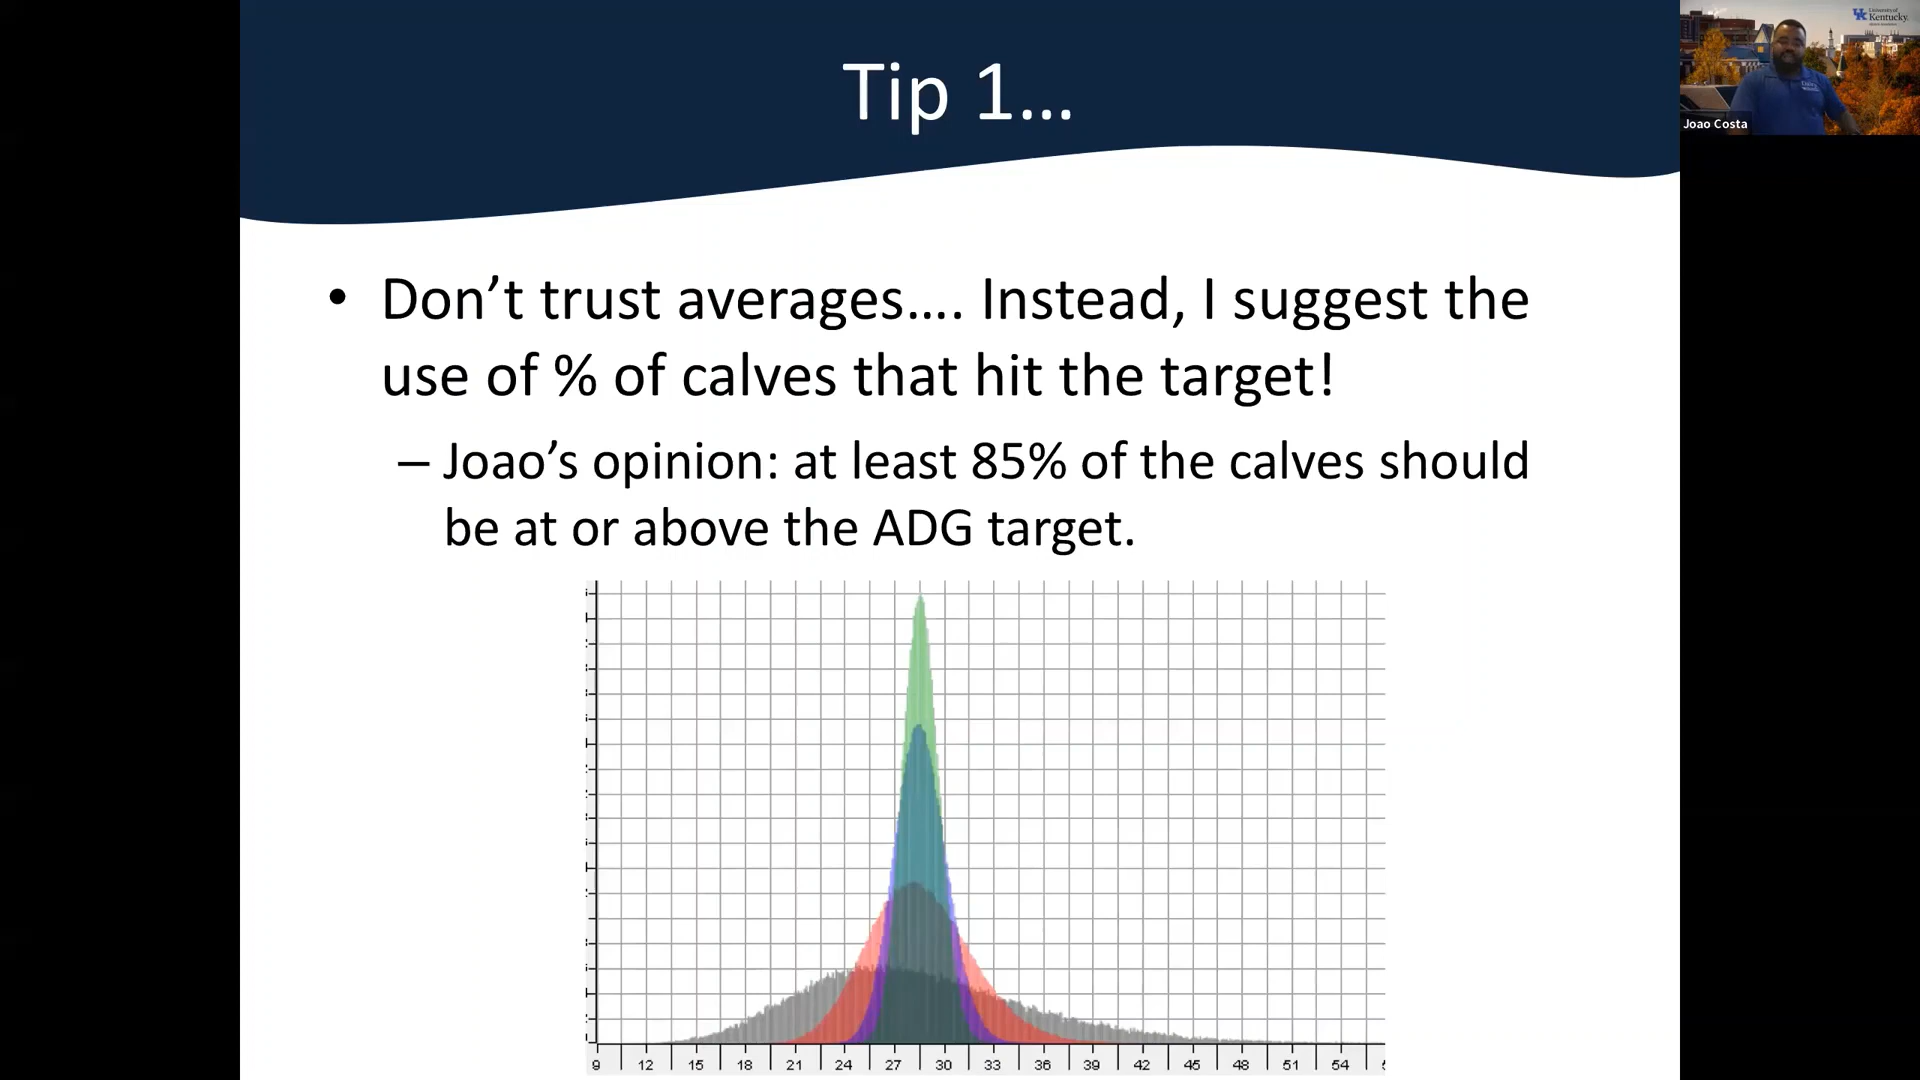 Tip 1...
University of
Kentucky.
Joao Costa
• Don’t trust averages…. Instead, I suggest the
use of % of calves that hit the target!
– Joao’s opinion: at least 85% of the calves should
be at or above the ADG target.
9 12 15 18 21 24 27 30 33 36 39 42 45 48 51 54